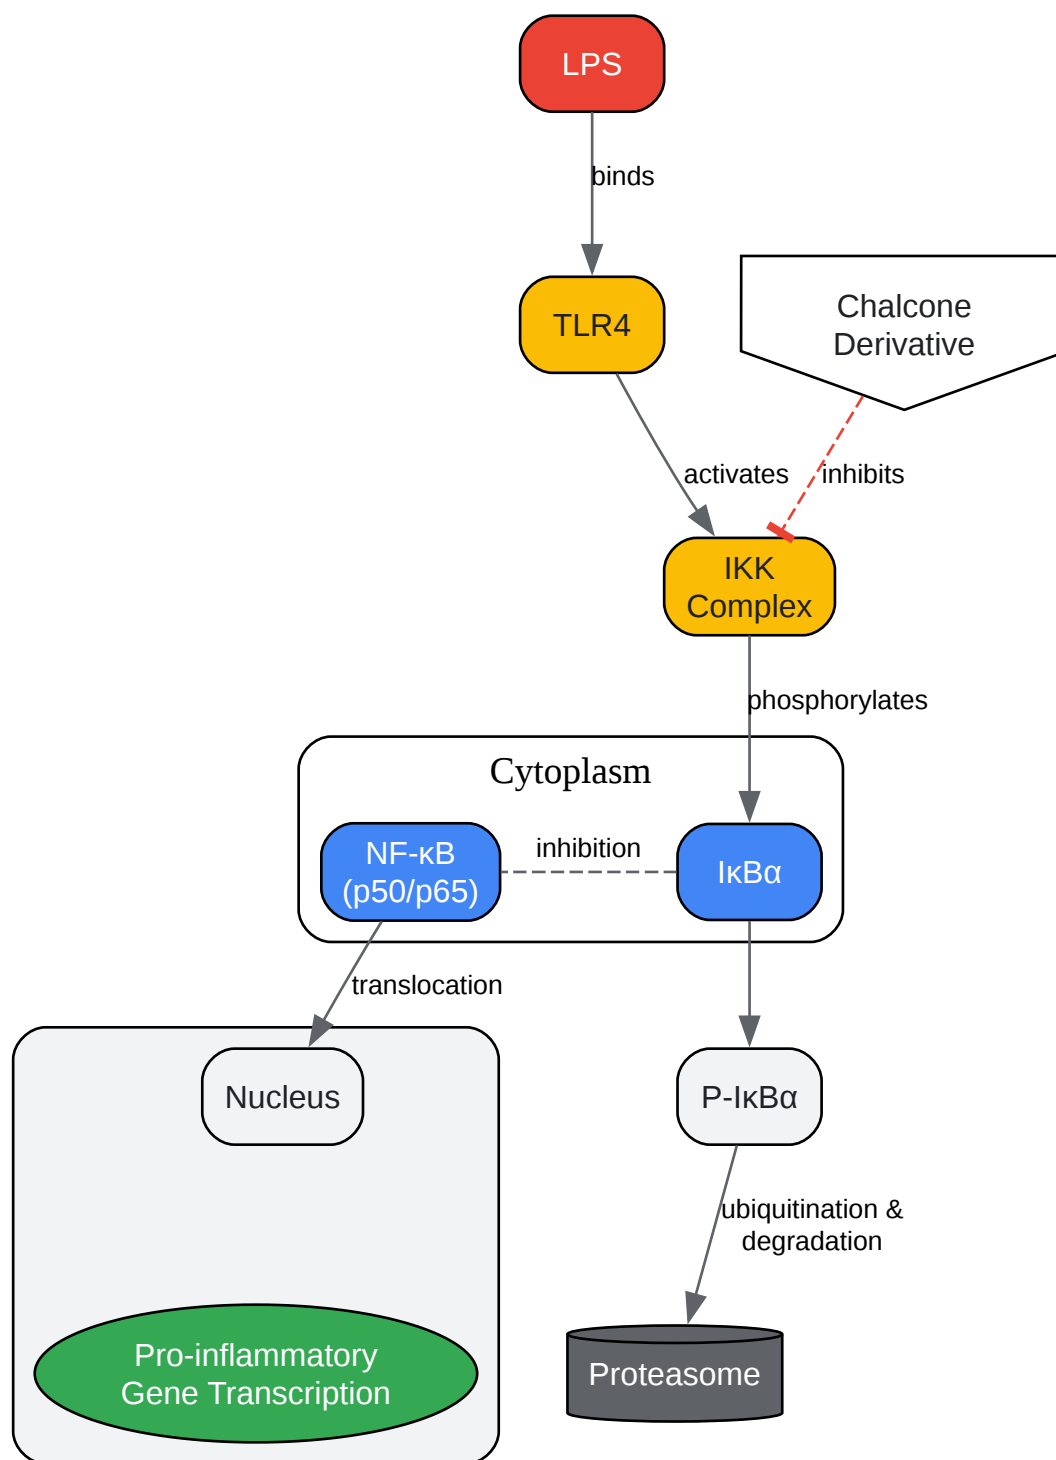 LPS
binds
TLR4
Chalcone
Derivative
activates
inhibits
IKK
Complex
phosphorylates
Cytoplasm
NF-κB
(p50/p65)
inhibition
IκBα
translocation
Nucleus
P-IκBα
ubiquitination &
degradation
Pro-inflammatory
Gene Transcription
Proteasome